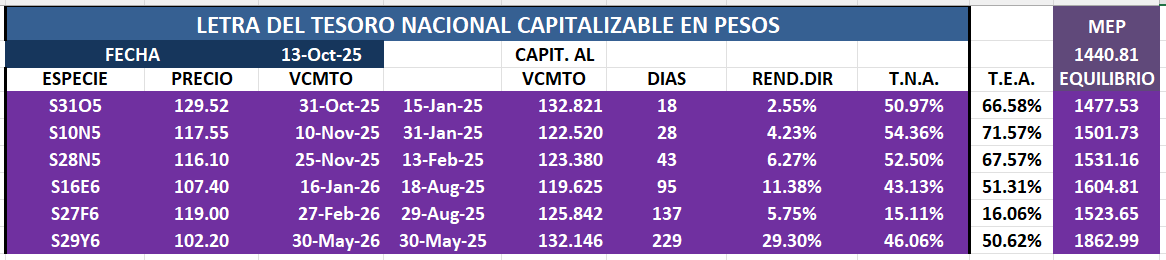 LETRA DEL TESORO NACIONAL CAPITALIZABLE EN PESOS MEP
FECHA 13-Oct-25 CAPIT. AL 1440.81
ESPECIE PRECIO VCMTO VCMTO DIAS REND.DIR T.N.A. T.E.A. EQUILIBRIO
S31O5 129.52 31-Oct-25 15-Jan-25 132.821 18 2.55% 50.97% 66.58% 1477.53
S10N5 117.55 10-Nov-25 31-Jan-25 122.520 28 4.23% 54.36% 71.57% 1501.73
S28N5 116.10 25-Nov-25 13-Feb-25 123.380 43 6.27% 52.50% 67.57% 1531.16
S16E6 107.40 16-Jan-26 18-Aug-25 119.625 95 11.38% 43.13% 51.31% 1604.81
S27F6 119.00 27-Feb-26 29-Aug-25 125.842 137 5.75% 15.11% 16.06% 1523.65
S29Y6 102.20 30-May-26 30-May-25 132.146 229 29.30% 46.06% 50.62% 1862.99